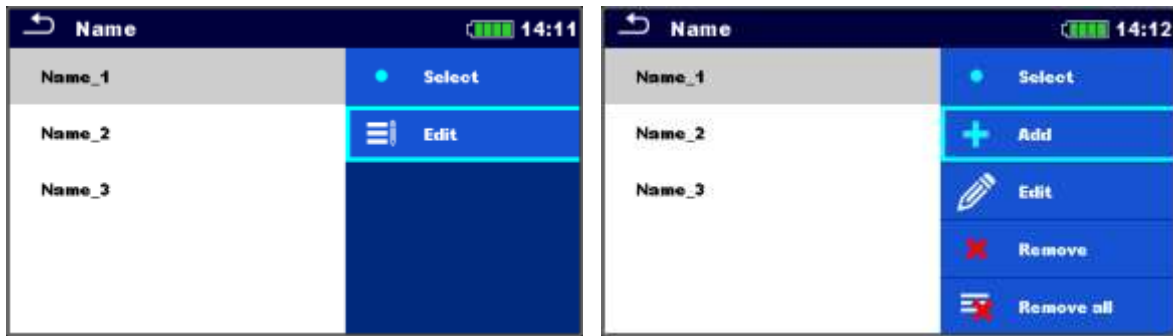 Name 14:11
Name_1 Select
Name_2 Edit
Name_3
Name 14:12
Name_1 Select
Name_2 Add
Name_3 Edit
Remove
Remove all